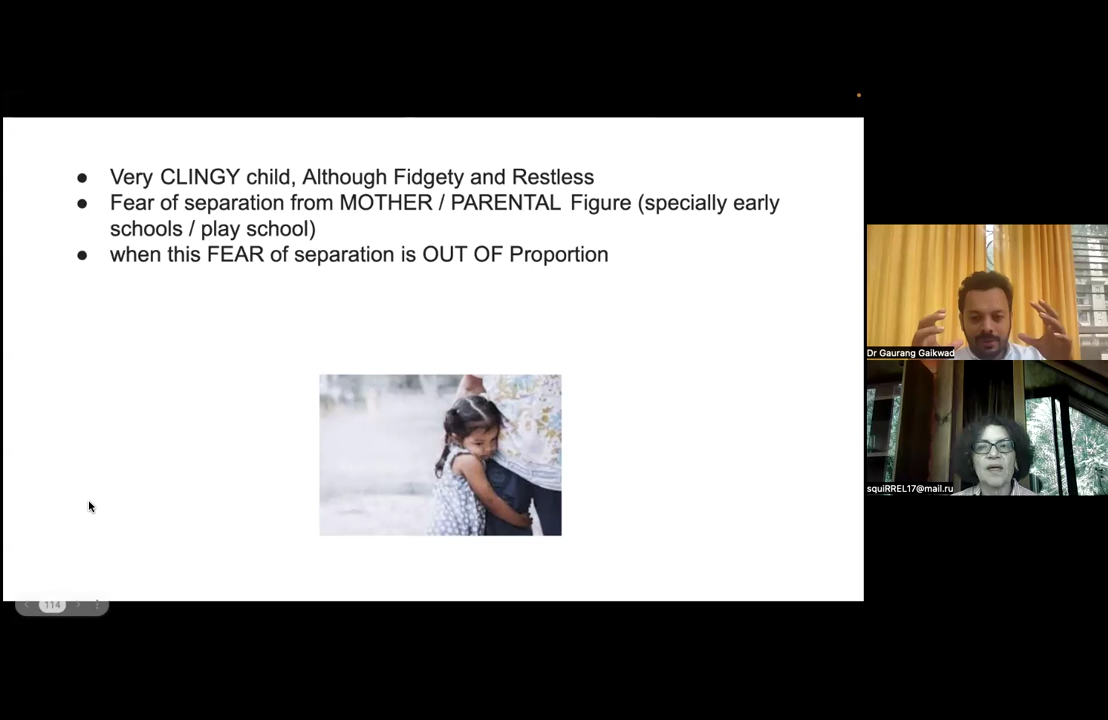 ● Very CLINGY child, Although Fidgety and Restless
● Fear of separation from MOTHER / PARENTAL Figure (specially early
schools / play school)
● when this FEAR of separation is OUT OF Proportion
Dr Gaurang Gaikwad
squiRREL17@mail.ru
114